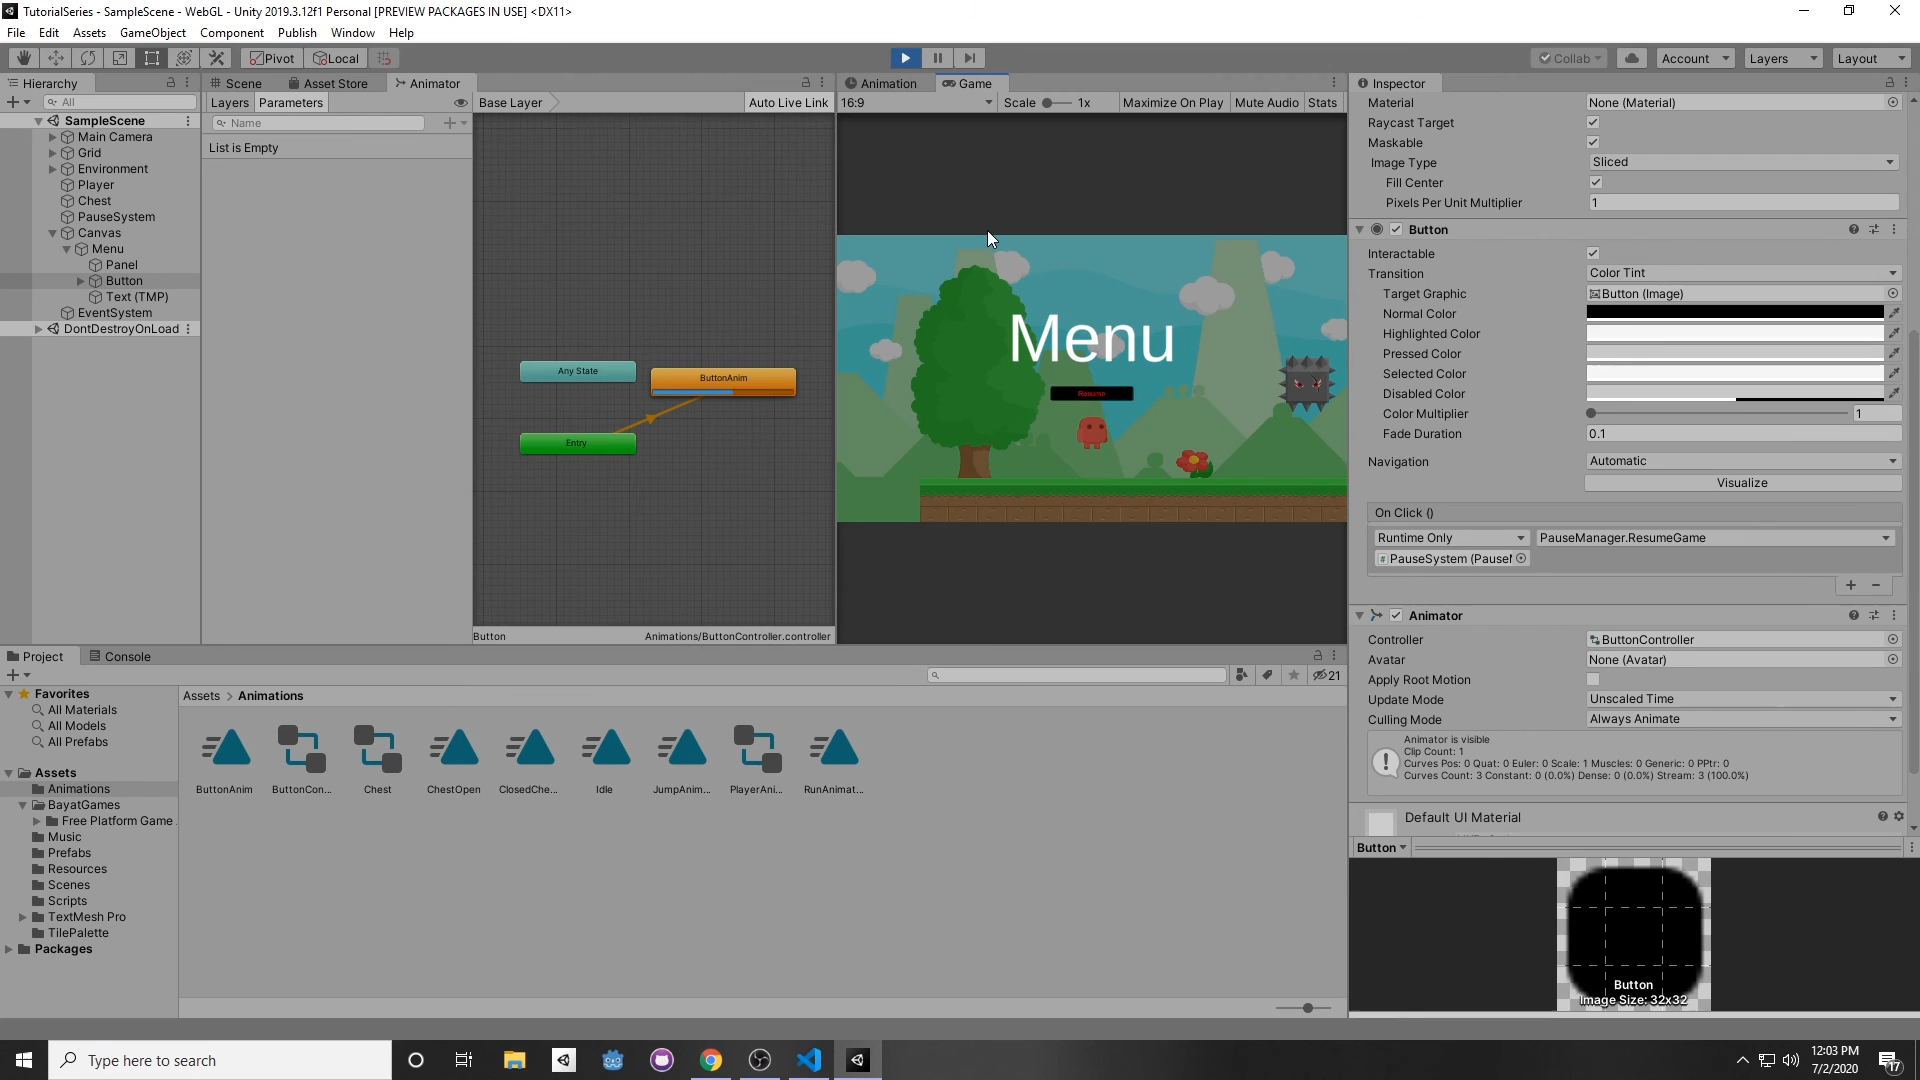 TutorialSeries - SampleScene - WebGL - Unity 2019.3.12f1 Personal [PREVIEW PACKAGES IN USE] <DX11>
File Edit Assets GameObject Component Publish Window Help
Pivot Local Collab Account Layers Layout
Hierarchy
All
SampleScene
Main Camera
Grid
Environment
Player
Chest
PauseSystem
Canvas
Menu
Panel
Button
Text (TMP)
EventSystem
DontDestroyOnLoad
Scene Asset Store Animator
Layers Parameters Base Layer Auto Live Link
Name
List is Empty
Any State
ButtonAnim
Entry
Button Animations/ButtonController.controller
Animation Game
16:9 Scale 1x Maximize On Play Mute Audio Stats
Menu
Resume
Inspector
Material None (Material)
Raycast Target
Maskable
Image Type Sliced
Fill Center
Pixels Per Unit Multiplier 1
Button
Interactable
Transition Color Tint
Target Graphic Button (Image)
Normal Color
Highlighted Color
Pressed Color
Selected Color
Disabled Color
Color Multiplier 1
Fade Duration 0.1
Navigation Automatic
Visualize
On Click ()
Runtime Only PauseManager.ResumeGame
PauseSystem (PauseM
Animator
Controller ButtonController
Avatar None (Avatar)
Apply Root Motion
Update Mode Unscaled Time
Culling Mode Always Animate
Animator is visible
Clip Count: 1
Curves Pos: 0 Quat: 0 Euler: 0 Scale: 1 Muscles: 0 Generic: 0 PPtr: 0
Curves Count: 3 Constant: 0 (0.0%) Dense: 0 (0.0%) Stream: 3 (100.0%)
Default UI Material
Button
Button
Image Size: 32x32
Project Console
21
Favorites
All Materials
All Models
All Prefabs
Assets
Animations
BayatGames
Free Platform Game
Music
Prefabs
Resources
Scenes
Scripts
TextMesh Pro
TilePalette
Packages
Assets > Animations
ButtonAnim ButtonCon... Chest ChestOpen ClosedChe... Idle JumpAnim... PlayerAni... RunAnimat...
Type here to search
12:03 PM
7/2/2020
17